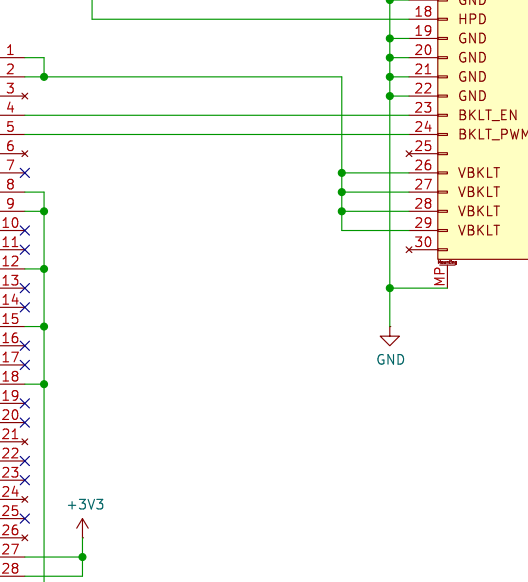 GND
18 HPD
19 GND
20 GND
21 GND
22 GND
23 BKLT_EN
24 BKLT_PWM
25
26 VBKLT
27 VBKLT
28 VBKLT
29 VBKLT
30
MP
GND
1
2
3
4
5
6
7
8
9
10
11
12
13
14
15
16
17
18
19
20
21
22
23
24
25
26
27
28
+3V3